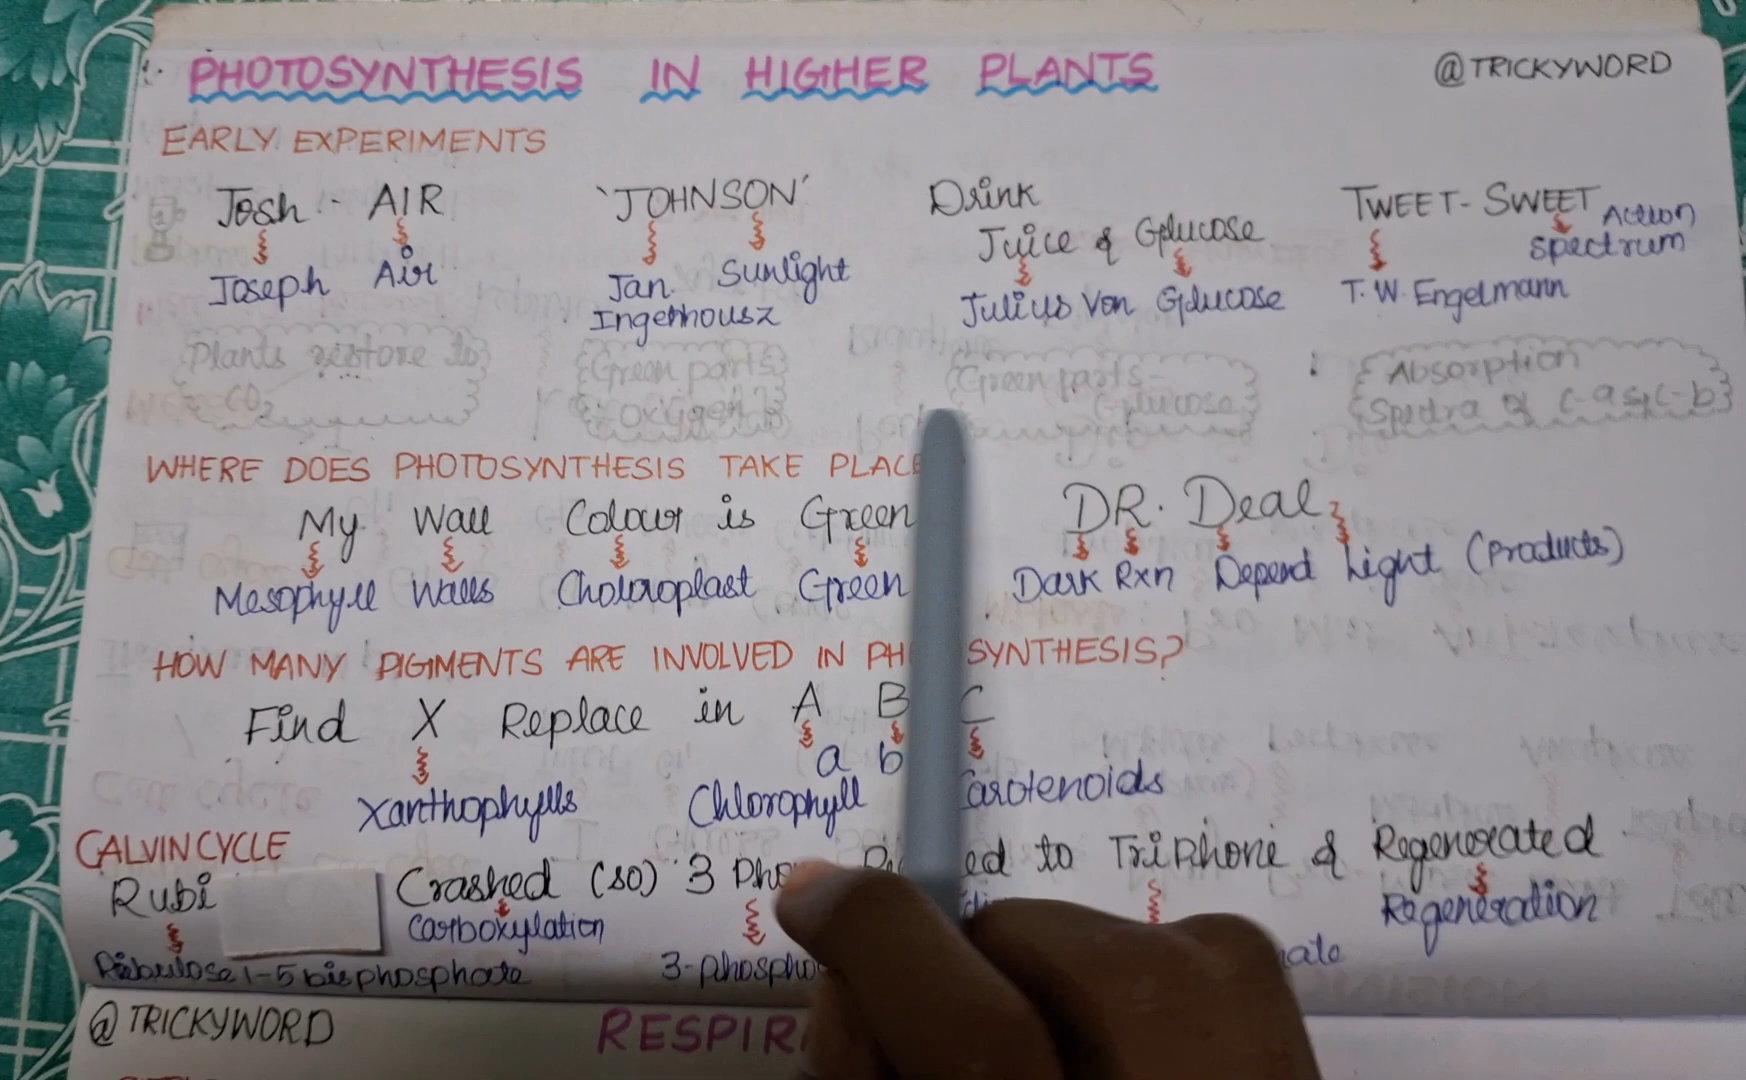 PHOTOSYNTHESIS IN HIGHER PLANTS
@TRICKYWORD
EARLY EXPERIMENTS
Josh - AIR
Joseph Air
'JOHNSON'
Jan Sunlight
Ingenhousz
Drink
Juice & Glucose
Julius Von Glucose
TWEET-SWEET
Action
spectrum
T.W. Engelmann
Plants restore to
CO2
Green parts
oxygen
Green parts-
Glucose
Absorption
Spectra of c-a & c-b
WHERE DOES PHOTOSYNTHESIS TAKE PLACE
My Wall Colour is Green
Mesophyll Walls Choloroplast Green
DR. Deal
Dark Rxn Depend Light (products)
HOW MANY PIGMENTS ARE INVOLVED IN PH SYNTHESIS?
Find X Replace in A B C
a b
Xanthophylls Chlorophyll arotenoids
CALVIN CYCLE
Rubi Crashed (so) 3 Pho ed to TriPhone & Regenerated
Carboxylation Regeneration
Ribulose 1-5 bisphosphate 3-phospho nate
@TRICKYWORD
RESPIR